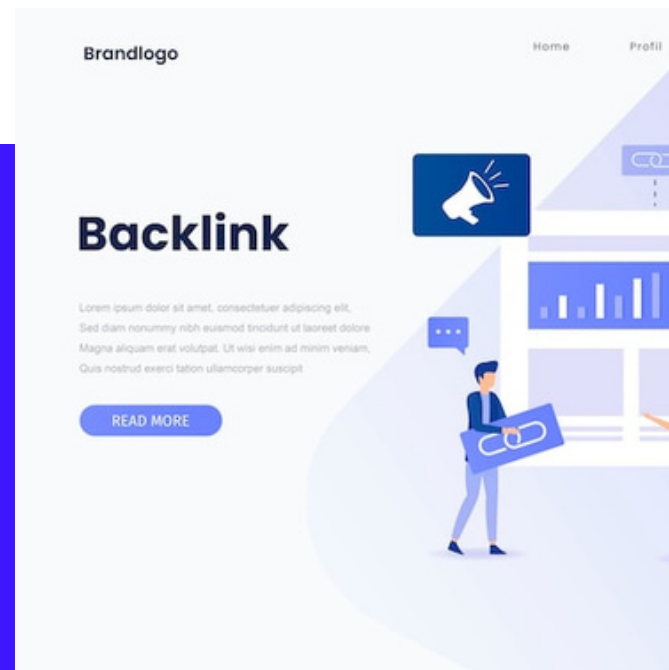 Brandlogo
Home Profil
Backlink
Lorem ipsum dolor sit amet, consectetuer adipiscing elit,
Sed diam nonummy nibh euismod tincidunt ut laoreet dolore
Magna aliquam erat volutpat. Ut wisi enim ad minim veniam,
Quis nostrud exerci tation ullamcorper suscipit
READ MORE